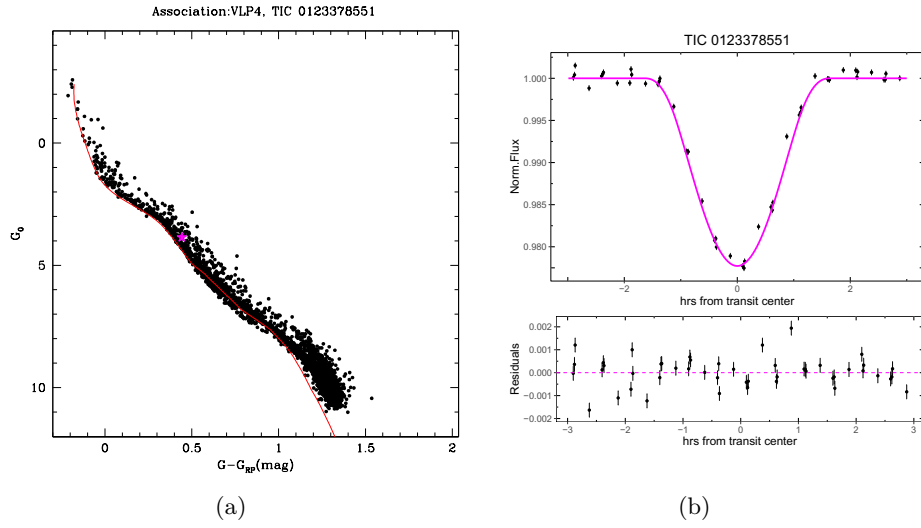 Association:VLP4, TIC 0123378551
0
5
10
G₀
0
0.5
1
1.5
2
G−G_RP(mag)
(a)
TIC 0123378551
1.000
0.995
0.990
0.985
0.980
Norm.Flux
−2
0
2
hrs from transit center
0.002
0.001
0.000
−0.001
−0.002
Residuals
−3
−2
−1
0
1
2
3
hrs from transit center
(b)